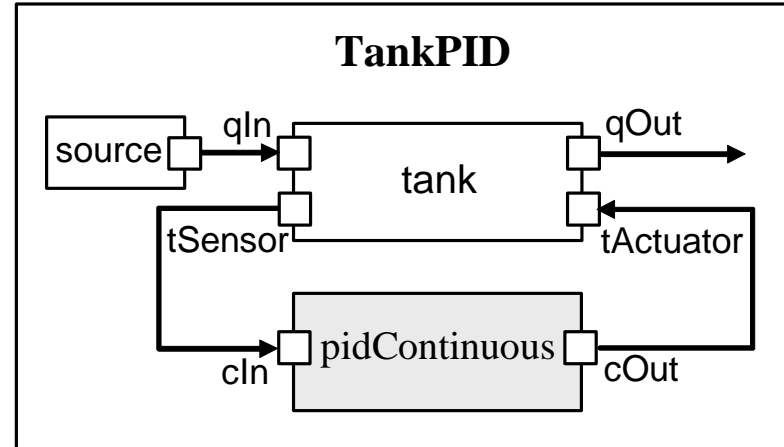 TankPID
qIn
qOut
source
tank
tSensor
tActuator
pidContinuous
cIn
cOut